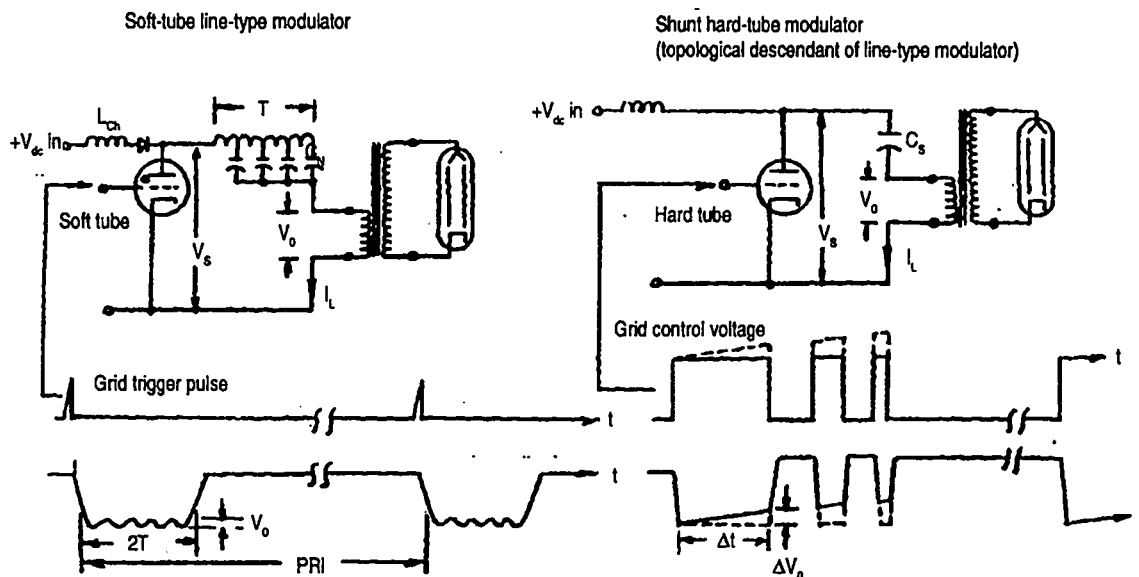 Soft-tube line-type modulator
L_Ch
T
+V_dc in
N
Soft tube
V_s
V_0
I_L
Grid trigger pulse
t
t
V_0
2T
PRI
Shunt hard-tube modulator
(topological descendant of line-type modulator)
+V_dc in
C_s
V_0
Hard tube
V_s
I_L
Grid control voltage
t
Δt
ΔV_0